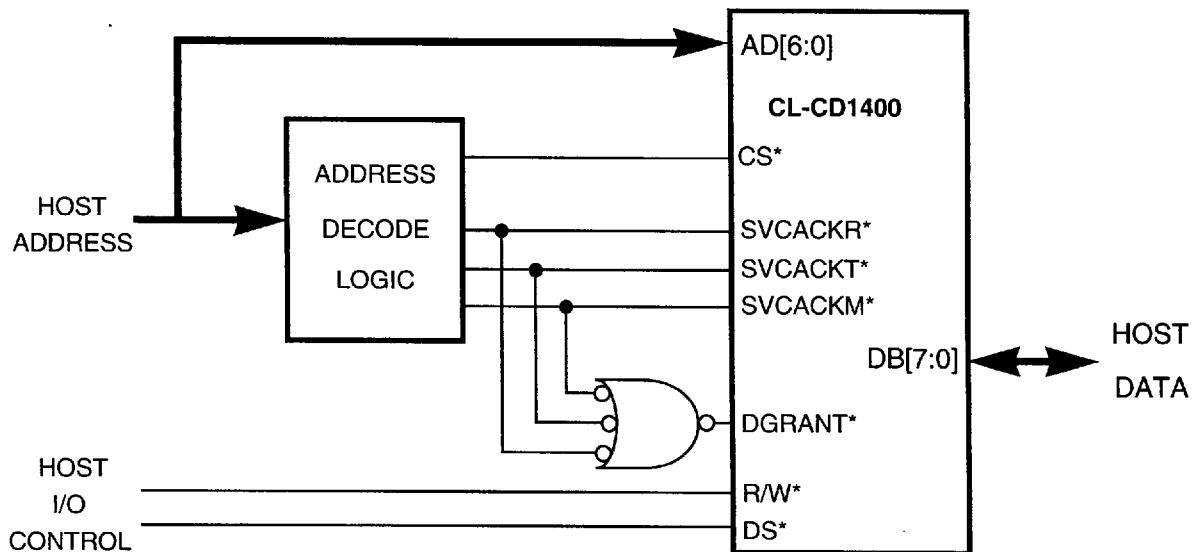 AD[6:0]
CL-CD1400
ADDRESS
DECODE
LOGIC
CS*
HOST
ADDRESS
SVCACKR*
SVCACKT*
SVCACKM*
DB[7:0]
HOST
DATA
DGRANT*
HOST
I/O
CONTROL
R/W*
DS*